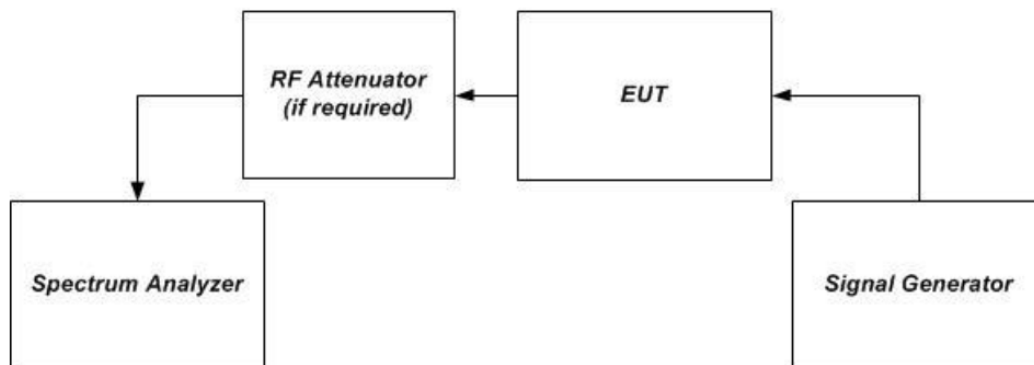 RF Attenuator
(if required)
EUT
Spectrum Analyzer
Signal Generator